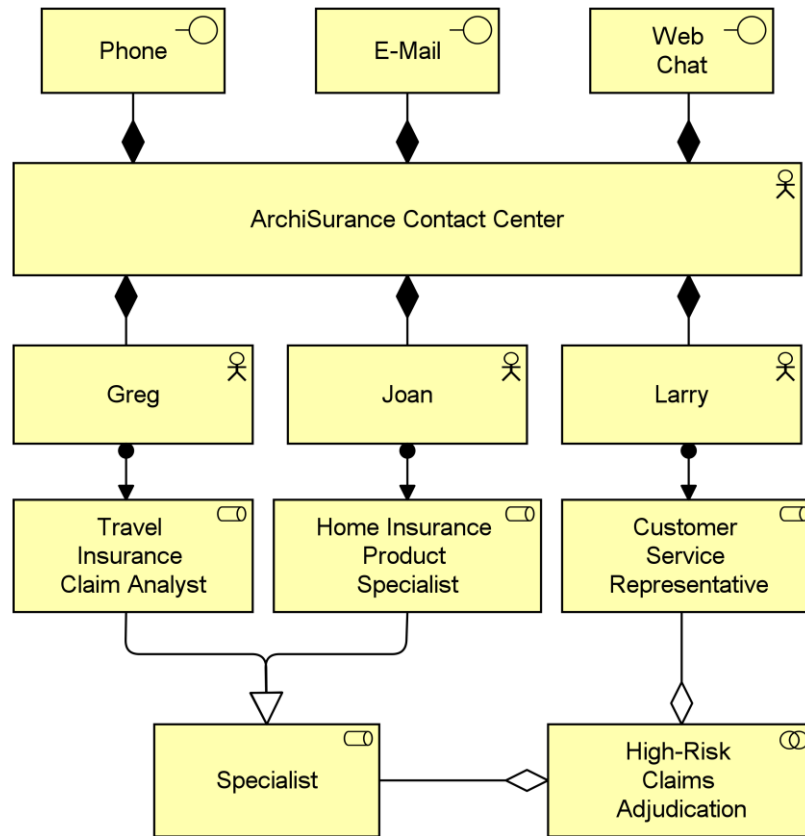 Phone
E-Mail
Web
Chat
ArchiSurance Contact Center
Greg
Joan
Larry
Travel
Insurance
Claim Analyst
Home Insurance
Product
Specialist
Customer
Service
Representative
Specialist
High-Risk
Claims
Adjudication